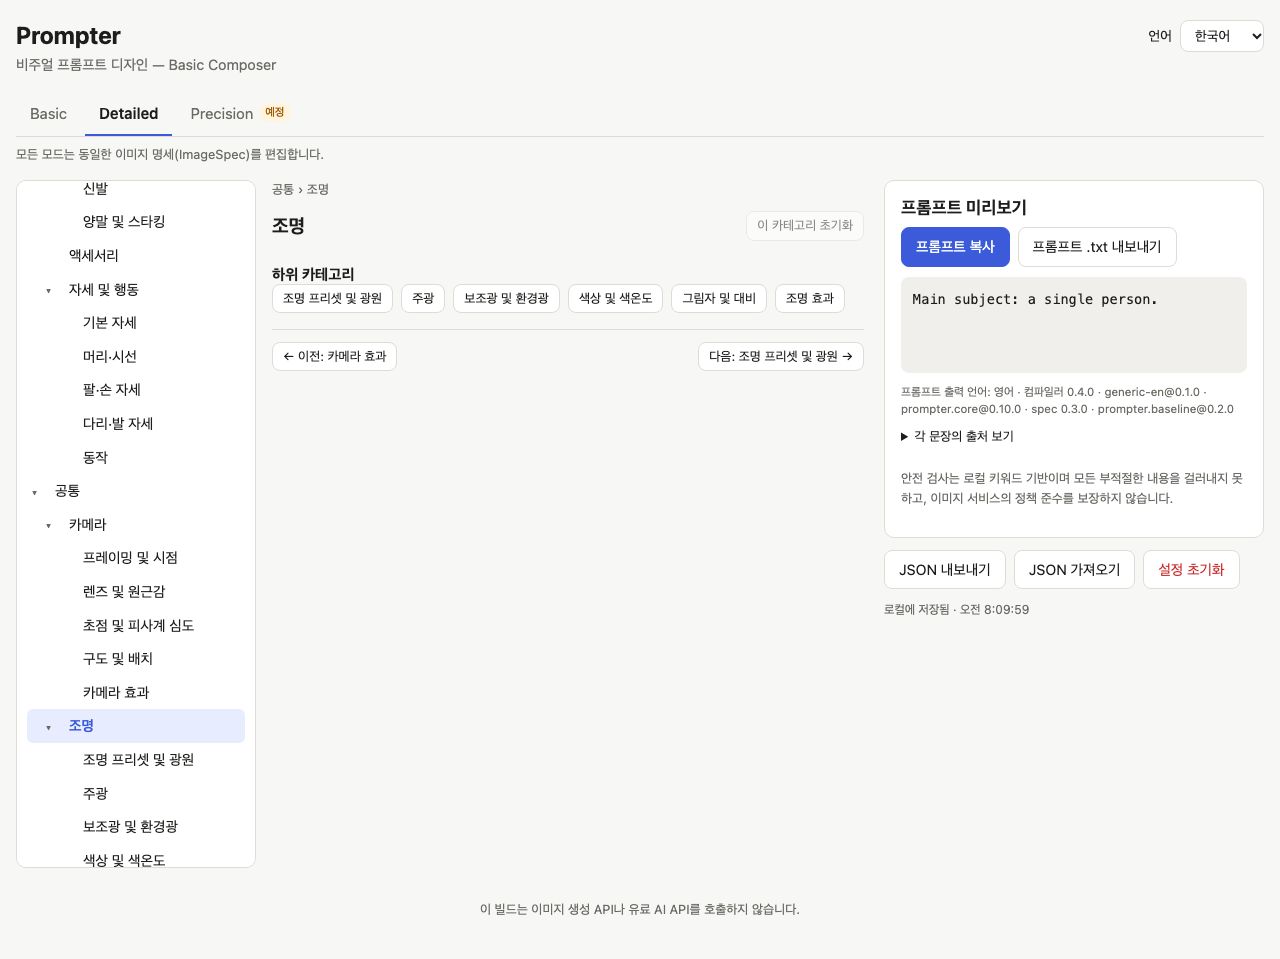 Prompter
언어
한국어
비주얼 프롬프트 디자인 — Basic Composer
Basic
Detailed
Precision 예정
모든 모드는 동일한 이미지 명세(ImageSpec)를 편집합니다.
신발
양말 및 스타킹
액세서리
자세 및 행동
기본 자세
머리·시선
팔·손 자세
다리·발 자세
동작
공통
카메라
프레이밍 및 시점
렌즈 및 원근감
초점 및 피사계 심도
구도 및 배치
카메라 효과
조명
조명 프리셋 및 광원
주광
보조광 및 환경광
색상 및 색온도
공통 › 조명
조명
이 카테고리 초기화
하위 카테고리
조명 프리셋 및 광원
주광
보조광 및 환경광
색상 및 색온도
그림자 및 대비
조명 효과
← 이전: 카메라 효과
다음: 조명 프리셋 및 광원 →
프롬프트 미리보기
프롬프트 복사
프롬프트 .txt 내보내기
Main subject: a single person.
프롬프트 출력 언어: 영어 · 컴파일러 0.4.0 · generic-en@0.1.0 ·
prompter.core@0.10.0 · spec 0.3.0 · prompter.baseline@0.2.0
▶ 각 문장의 출처 보기
안전 검사는 로컬 키워드 기반이며 모든 부적절한 내용을 걸러내지 못
하고, 이미지 서비스의 정책 준수를 보장하지 않습니다.
JSON 내보내기
JSON 가져오기
설정 초기화
로컬에 저장됨 · 오전 8:09:59
이 빌드는 이미지 생성 API나 유료 AI API를 호출하지 않습니다.